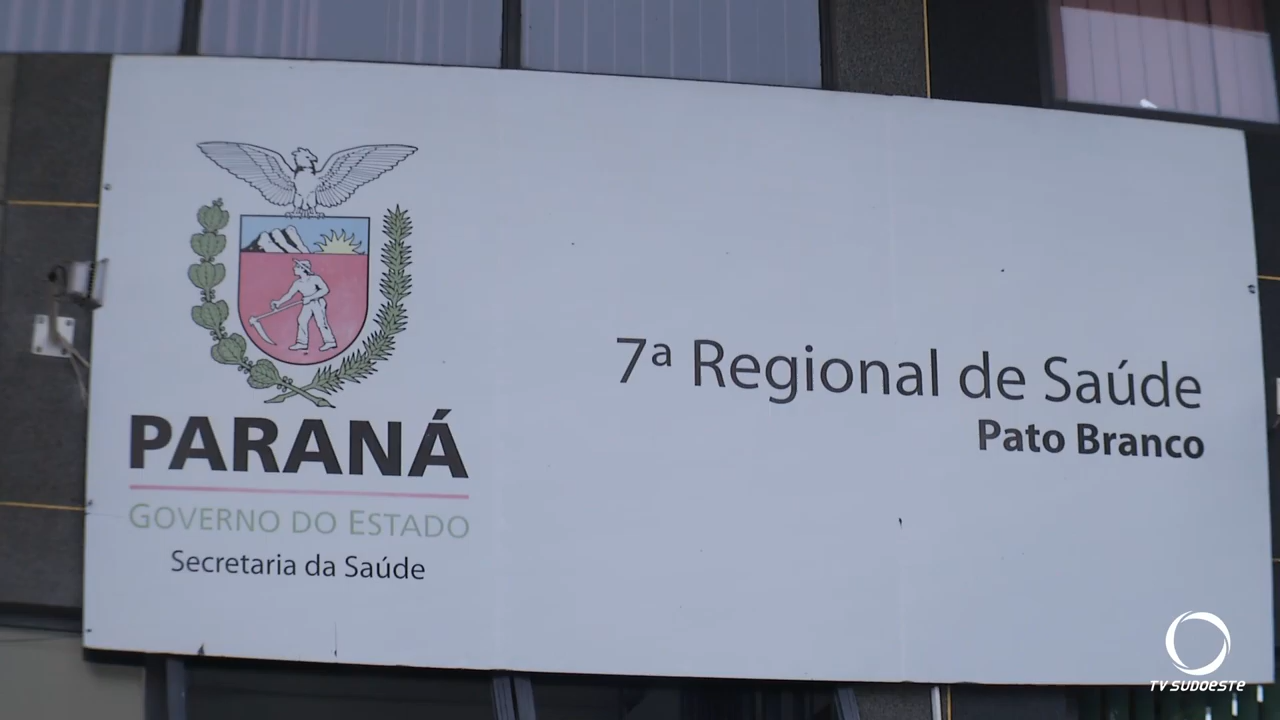 PARANÁ
GOVERNO DO ESTADO
Secretaria da Saúde
7ª Regional de Saúde
Pato Branco
TV SUDOESTE